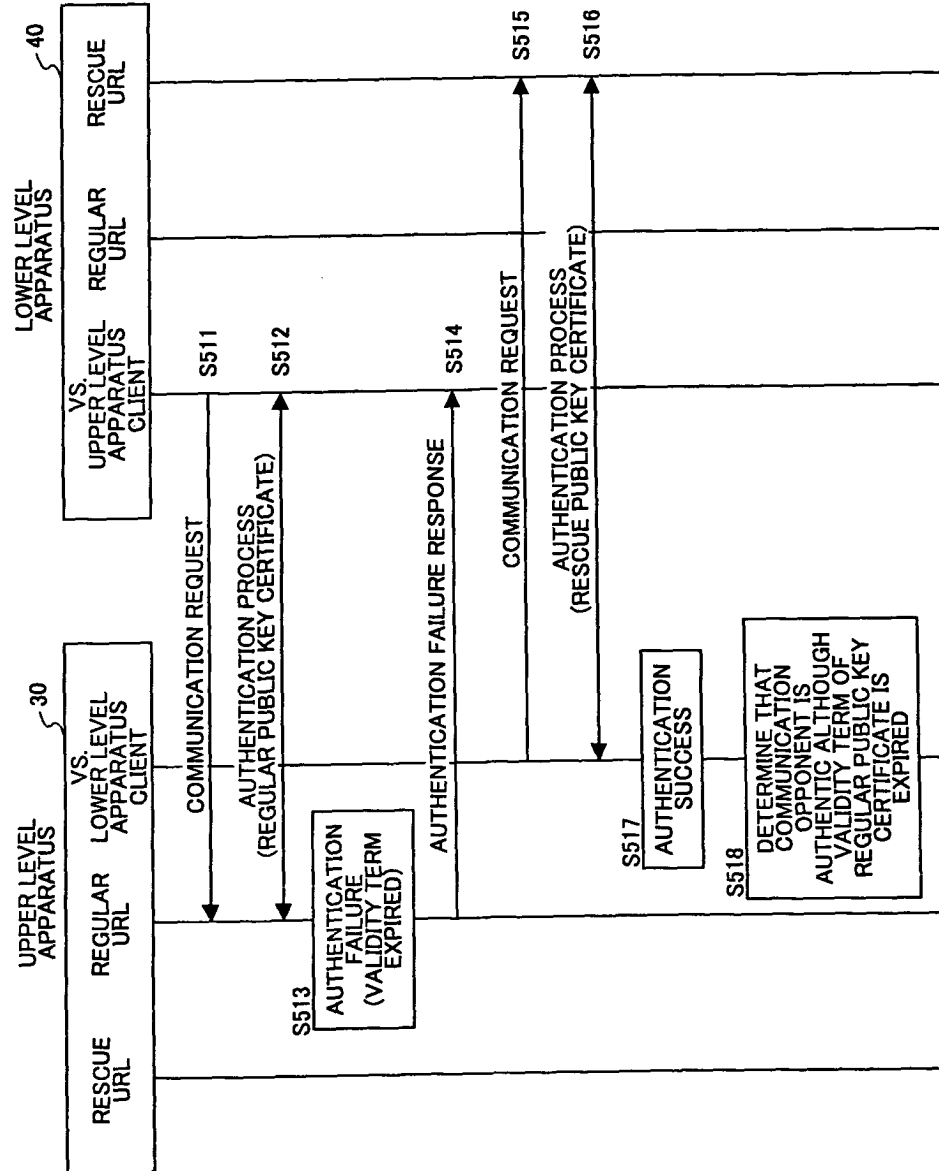 UPPER LEVEL
APPARATUS
30
RESCUE
URL
REGULAR
URL
VS.
LOWER LEVEL
APPARATUS
CLIENT
LOWER LEVEL
APPARATUS
40
VS.
UPPER LEVEL
APPARATUS
CLIENT
REGULAR
URL
RESCUE
URL
COMMUNICATION REQUEST
S511
AUTHENTICATION PROCESS
(REGULAR PUBLIC KEY CERTIFICATE)
S512
S513
AUTHENTICATION
FAILURE
(VALIDITY TERM
EXPIRED)
AUTHENTICATION FAILURE RESPONSE
S514
COMMUNICATION REQUEST
S515
AUTHENTICATION PROCESS
(RESCUE PUBLIC KEY CERTIFICATE)
S516
S517
AUTHENTICATION
SUCCESS
S518
DETERMINE THAT
COMMUNICATION
OPPONENT IS
AUTHENTIC ALTHOUGH
VALIDITY TERM OF
REGULAR PUBLIC KEY
CERTIFICATE IS
EXPIRED